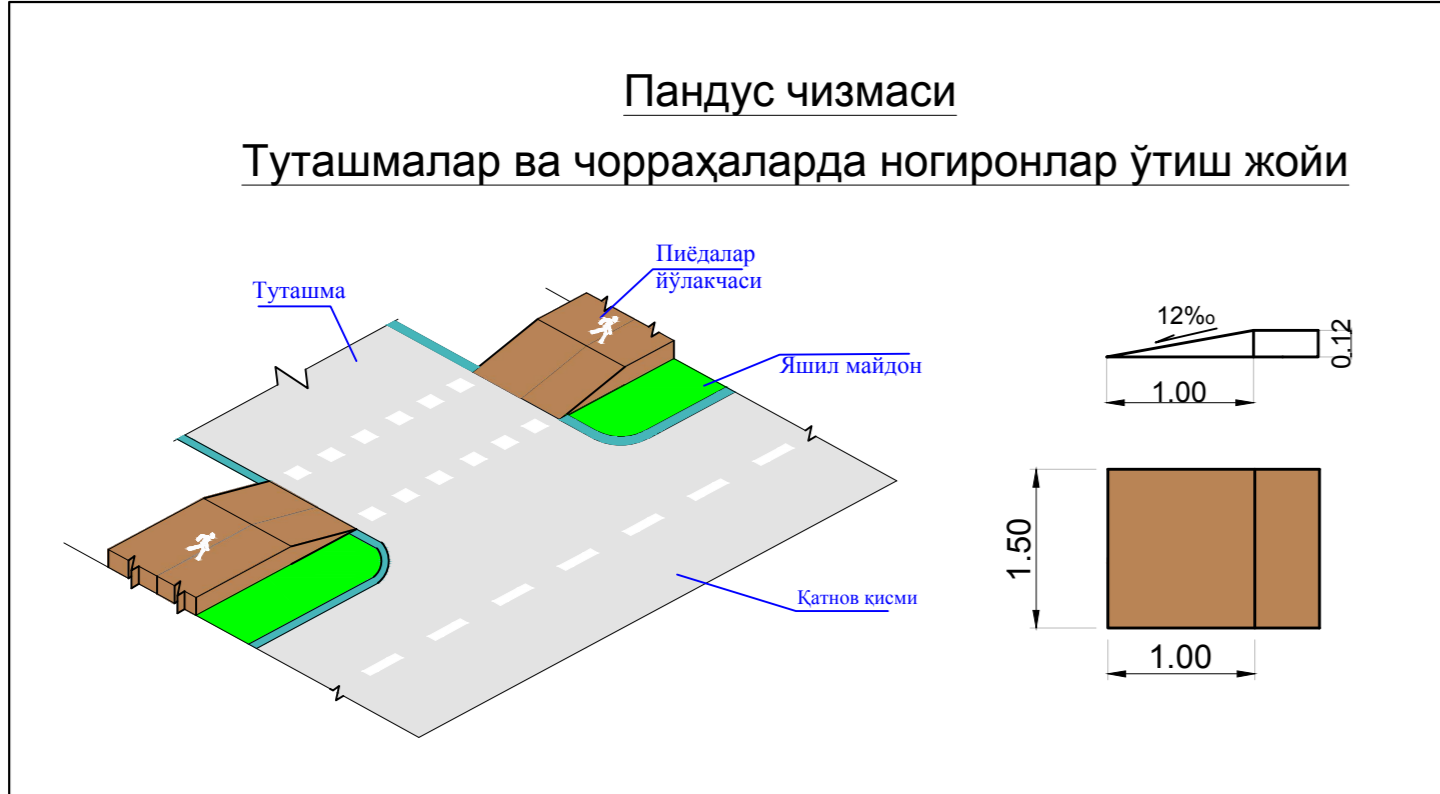 Пандус чизмаси
Туташмалар ва чорраҳаларда ногиронлар ўтиш жойи
Пиёдалар
йўлакчаси
Туташма
Яшил майдон
Қатнов қисми
12‰
0.12
1.00
1.50
1.00